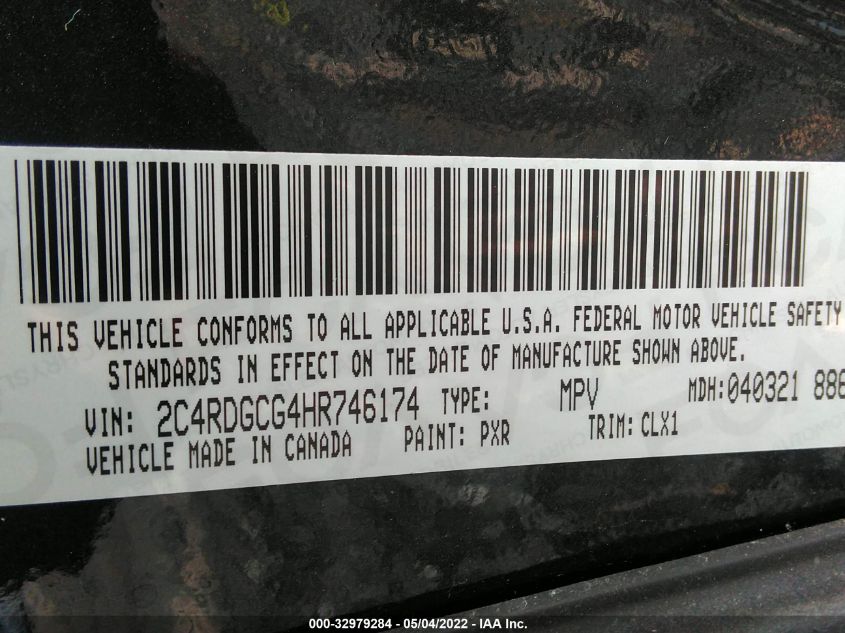 THIS VEHICLE CONFORMS TO ALL APPLICABLE U.S.A. FEDERAL MOTOR VEHICLE SAFETY
STANDARDS IN EFFECT ON THE DATE OF MANUFACTURE SHOWN ABOVE.
VIN: 2C4RDGCG4HR746174 TYPE: MPV MDH:040321 886
VEHICLE MADE IN CANADA PAINT: PXR TRIM: CLX1
000-32979284 - 05/04/2022 - IAA Inc.